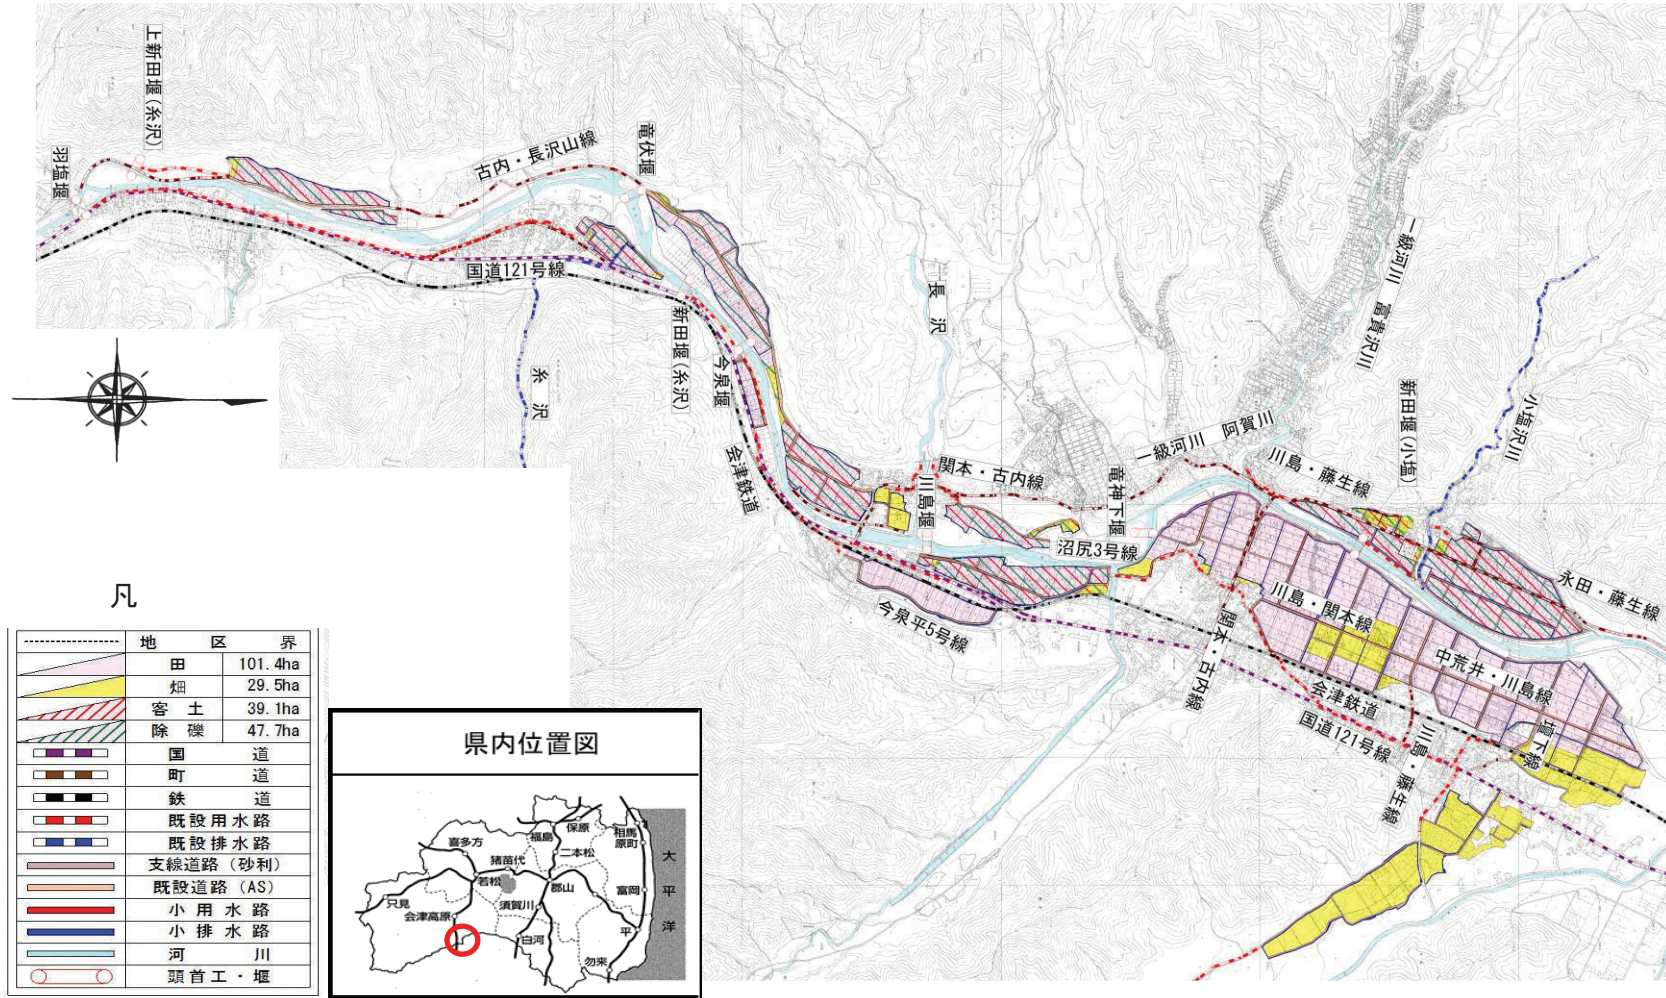 上新田堰(糸沢)
羽塩堰
古内・長沢山線
竜伏堰
国道121号線
糸沢
新田堰(糸沢)
今泉堰
会津鉄道
長沢
川島堰
関本・古内線
竜神下堰
一級河川 阿賀川
一級河川 富貴沢川
川島・藤生線
新田堰(小塩)
小塩沢川
沼尻3号線
今泉平5号線
関本・古内線
川島・関本線
永田・藤生線
中荒井・川島線
会津鉄道
国道121号線
川島・藤生線
塩下線
凡
地区界
田 101.4ha
畑 29.5ha
客土 39.1ha
除礫 47.7ha
国道
町道
鉄道
既設用水路
既設排水路
支線道路(砂利)
既設道路(AS)
小用水路
小排水路
河川
頭首工・堰
県内位置図
喜多方
福島
保原
相馬
原町
猪苗代
二本松
若松
郡山
富岡
只見
会津高原
須賀川
白河
平
勿来
大平洋